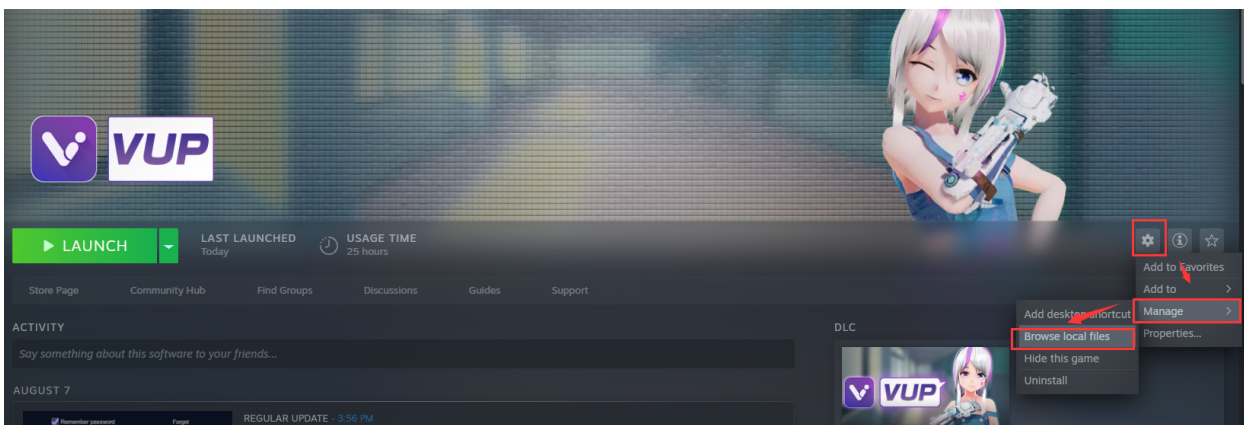 VUP
LAUNCH
LAST LAUNCHED
Today
USAGE TIME
25 hours
Add to Favorites
Add to
Manage
Properties...
Add desktop shortcut
Browse local files
Hide this game
Uninstall
Store Page
Community Hub
Find Groups
Discussions
Guides
Support
ACTIVITY
Say something about this software to your friends...
AUGUST 7
Remember password Forget
REGULAR UPDATE - 3:56 PM
DLC
VUP